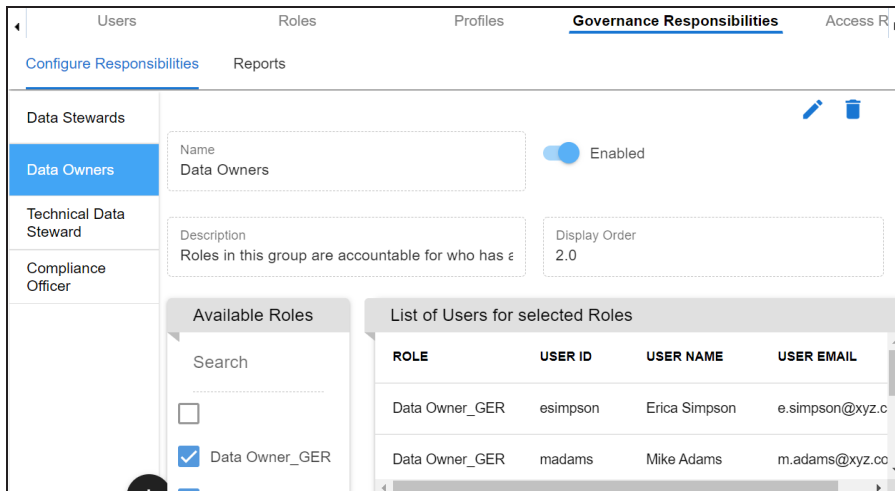 Users Roles Profiles Governance Responsibilities Access R
Configure Responsibilities Reports
Data Stewards
Data Owners
Technical Data
Steward
Compliance
Officer
Name
Data Owners
Enabled
Description
Roles in this group are accountable for who has a
Display Order
2.0
Available Roles
Search
Data Owner_GER
List of Users for selected Roles
ROLE USER ID USER NAME USER EMAIL
Data Owner_GER esimpson Erica Simpson e.simpson@xyz.c
Data Owner_GER madams Mike Adams m.adams@xyz.co